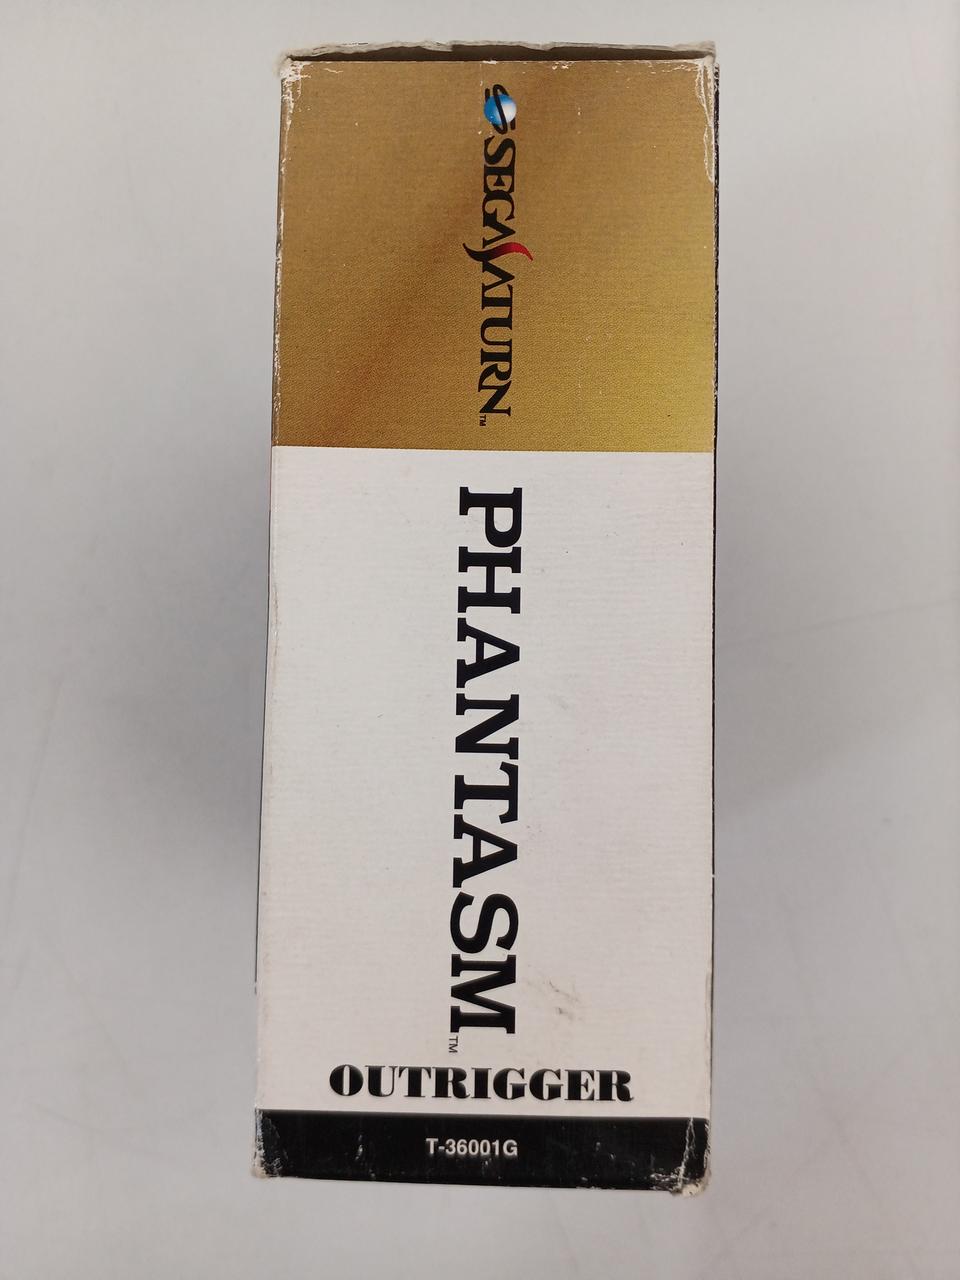 SEGA SATURN™
PHANTASM™
OUTRIGGER
T-36001G